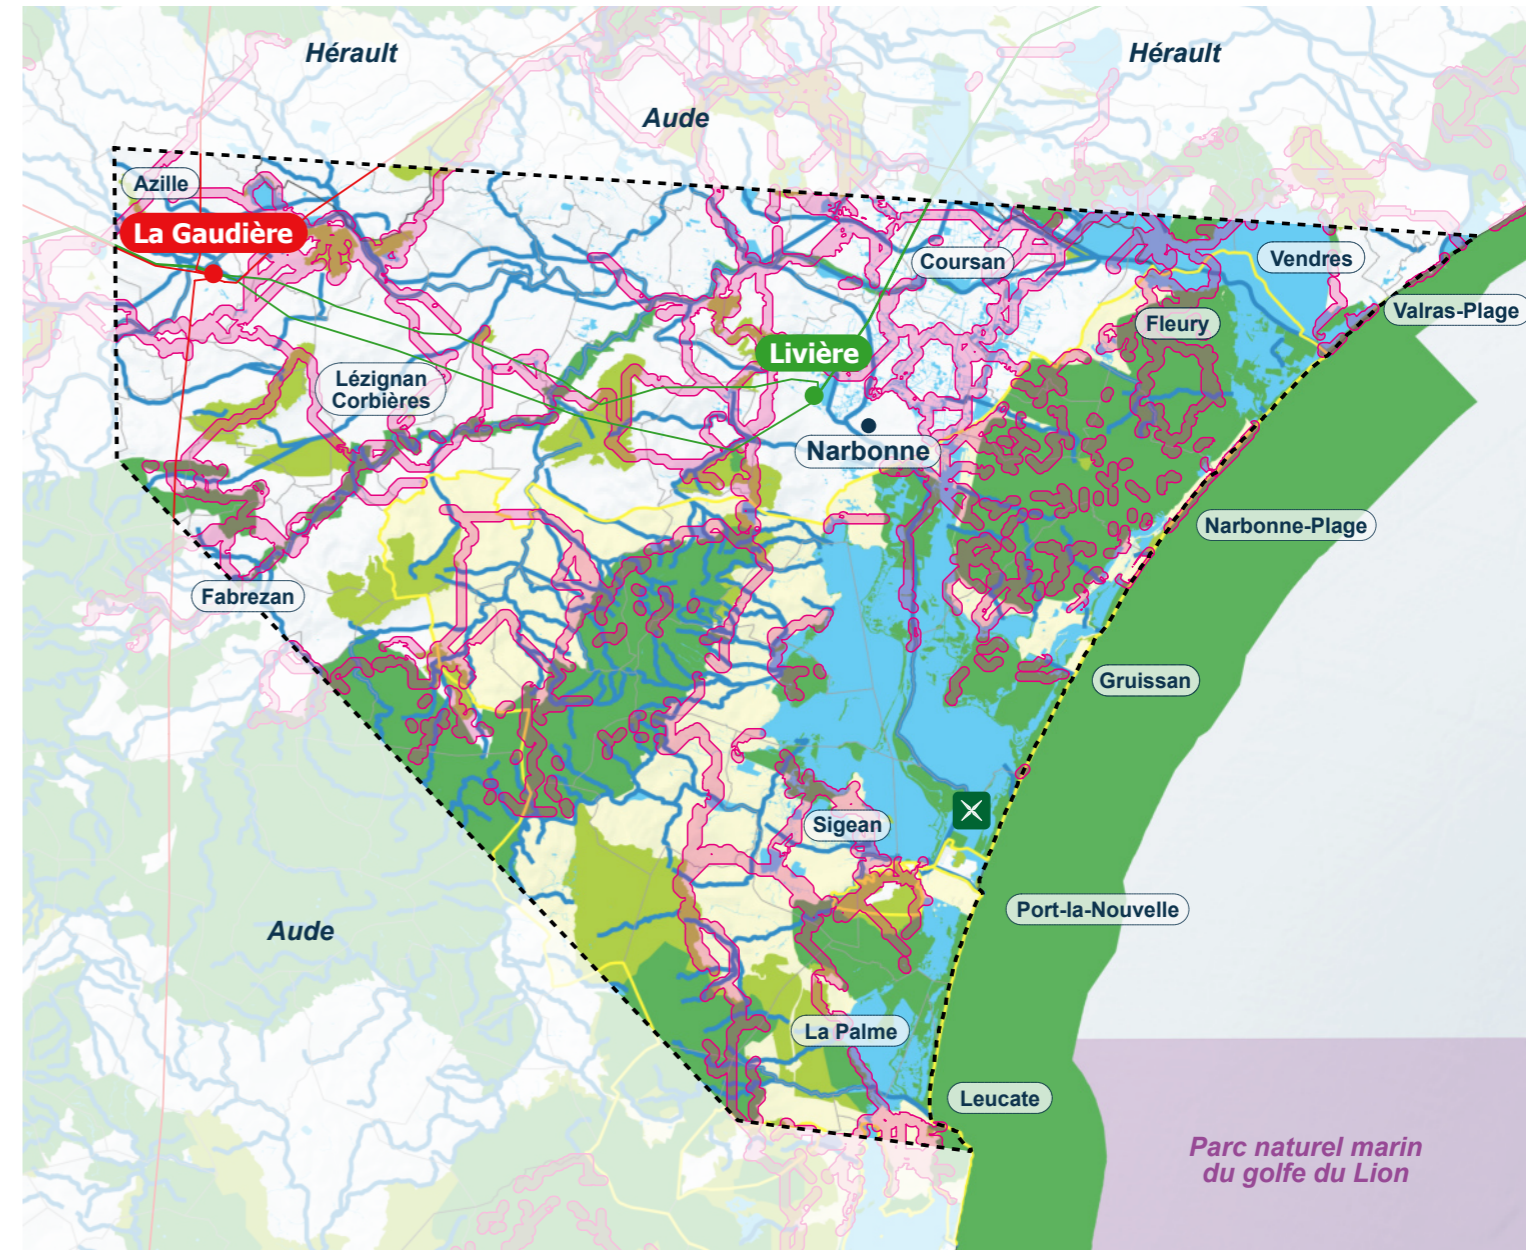 Hérault
Hérault
Aude
Azille
La Gaudière
Coursan
Vendres
Valras-Plage
Fleury
Livière
Lézignan
Corbières
Narbonne
Narbonne-Plage
Fabrezan
Gruissan
Sigean
Port-la-Nouvelle
Aude
La Palme
Leucate
Parc naturel marin
du golfe du Lion